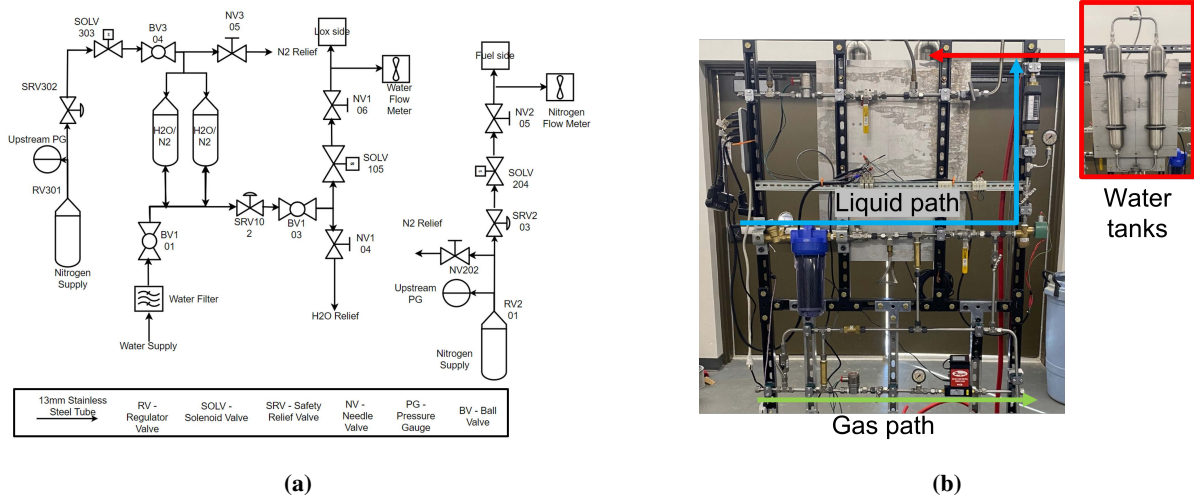 SOLV
303
BV3
04
NV3
05
N2 Relief
SRV302
Upstream PG
RV301
Nitrogen
Supply
H2O/
N2
H2O/
N2
BV1
01
Water Filter
Water Supply
SRV10
2
BV1
03
Lox side
Water
Flow
Meter
NV1
06
SOLV
105
NV1
04
H2O Relief
Fuel side
Nitrogen
Flow Meter
NV2
05
SOLV
204
SRV2
03
N2 Relief
NV202
Upstream
PG
RV2
01
Nitrogen
Supply
13mm Stainless
Steel Tube
RV -
Regulator
Valve
SOLV -
Solenoid Valve
SRV - Safety
Relief Valve
NV -
Needle
Valve
PG -
Pressure
Gauge
BV - Ball
Valve
(a)
Liquid path
Gas path
Water
tanks
(b)